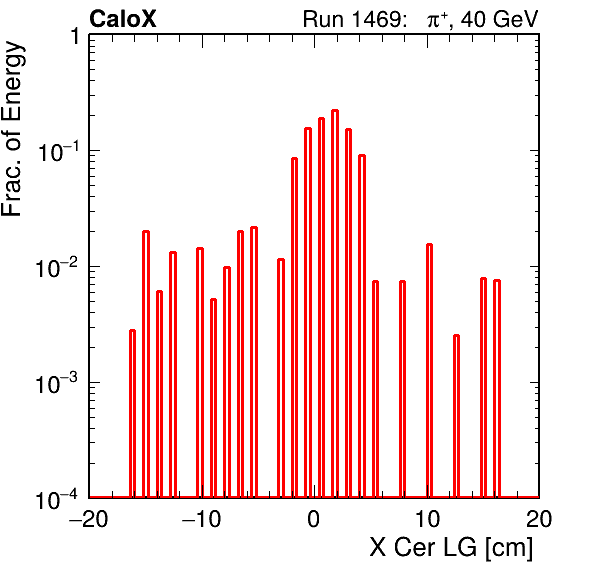 CaloX Run 1469: π⁺, 40 GeV
Frac. of Energy
1
10⁻¹
10⁻²
10⁻³
10⁻⁴
−20 −10 0 10 20
X Cer LG [cm]